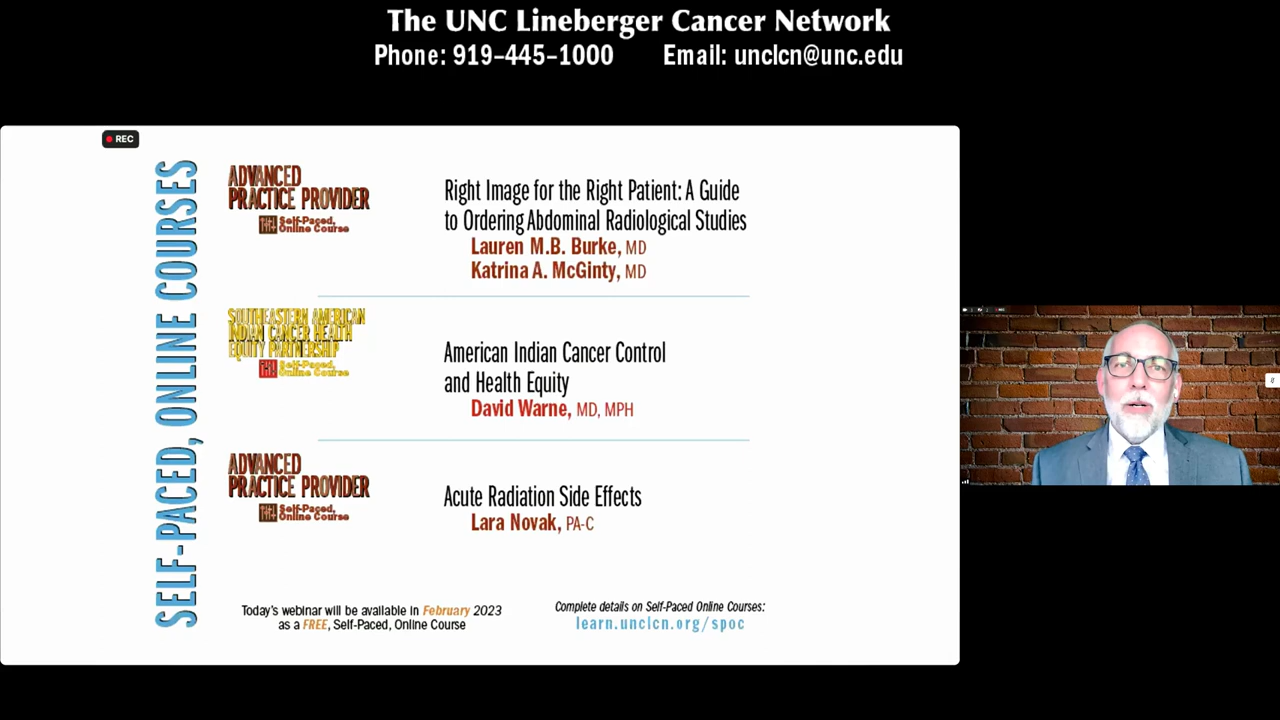 The UNC Lineberger Cancer Network
Phone: 919-445-1000 Email: unclcn@unc.edu
REC
SELF-PACED, ONLINE COURSES
ADVANCED
PRACTICE PROVIDER
Self-Paced,
Online Course
Right Image for the Right Patient: A Guide
to Ordering Abdominal Radiological Studies
Lauren M.B. Burke, MD
Katrina A. McGinty, MD
SOUTHEASTERN AMERICAN
INDIAN CANCER HEALTH
EQUITY PARTNERSHIP
Self-Paced,
Online Course
American Indian Cancer Control
and Health Equity
David Warne, MD, MPH
ADVANCED
PRACTICE PROVIDER
Self-Paced,
Online Course
Acute Radiation Side Effects
Lara Novak, PA-C
Today's webinar will be available in February 2023
as a FREE, Self-Paced, Online Course
Complete details on Self-Paced Online Courses:
learn.unclcn.org/spoc